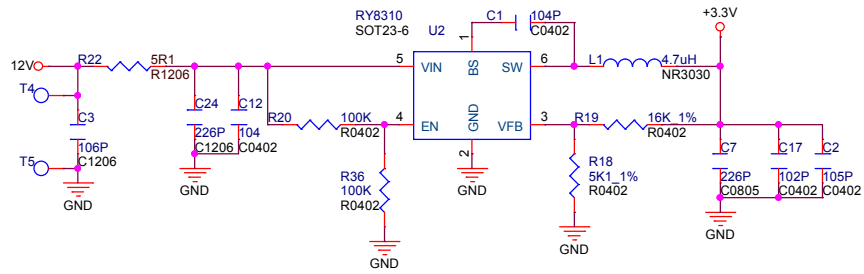 RY8310
SOT23-6
U2
C1
104P
C0402
+3.3V
12V
R22
5R1
R1206
1
5
VIN
BS
SW
6
L1
4.7uH
NR3030
T4
C3
106P
C1206
T5
GND
C24
226P
C1206
C12
104
C0402
GND
R20
100K
R0402
4
EN
GND
VFB
3
R19
16K_1%
R0402
2
GND
R36
100K
R0402
GND
R18
5K1_1%
R0402
GND
C7
226P
C0805
C17
102P
C0402
C2
105P
C0402
GND